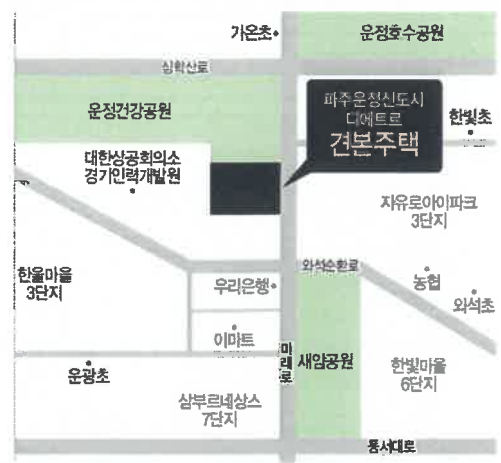 가온초
운정호수공원
심학산로
운정건강공원
파주운정신도시
디에트르
견본주택
한빛초
대한상공회의소
경기인력개발원
자유로아이파크
3단지
한울마을
3단지
와석순환로
우리은행
농협
와석초
이마트
미래로
새암공원
운광초
한빛마을
6단지
삼부르네상스
7단지
동서대로